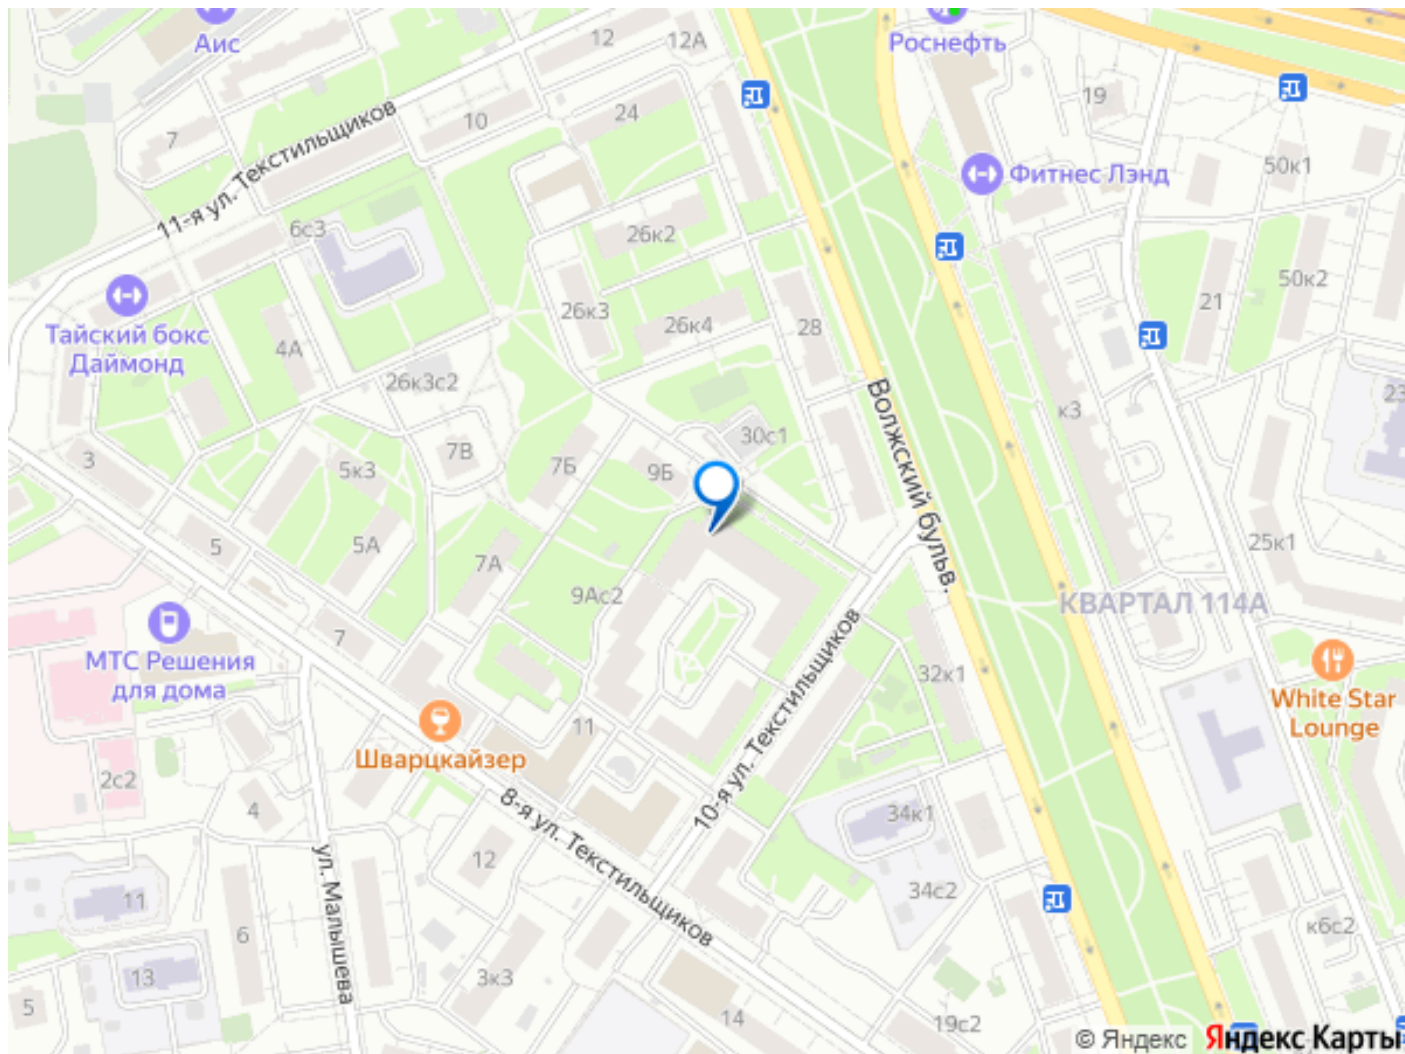 Аис
12
12А
Роснефть
24
10
7
19
11-я ул. Текстильщиков
Фитнес Лэнд
50к1
6с3
26к2
Тайский бокс
Даймонд
4А
26к3
26к4
28
21
50к2
26к3с2
Волжский бульв.
к3
23
3
5к3
7В
7Б
9Б
30с1
5
5А
7А
9Ас2
25к1
КВАРТАЛ 114А
МТС Решения
для дома
7
32к1
White Star
Lounge
Шварцкайзер
11
10-я ул. Текстильщиков
2с2
4
8-я ул. Текстильщиков
34к1
12
ул. Малышева
34с2
11
6
к6с2
13
3к3
5
14
19с2
© Яндекс Яндекс Карты